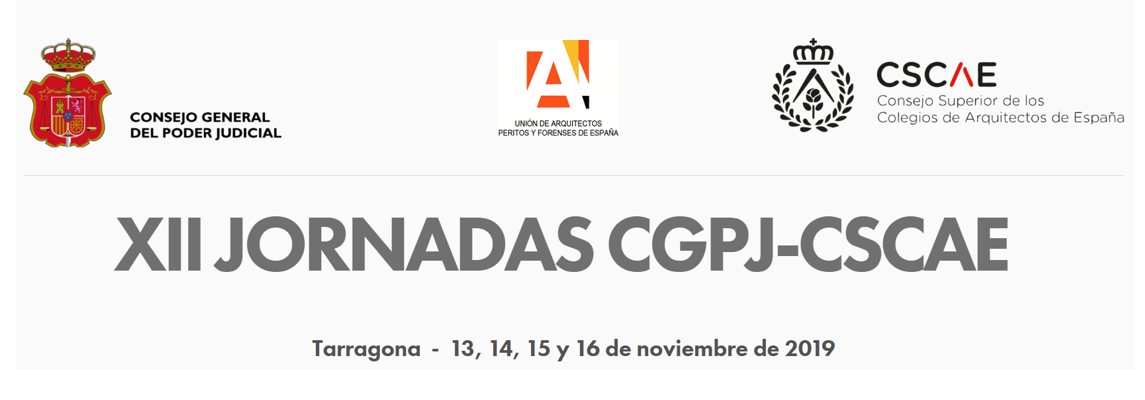 CONSEJO GENERAL
DEL PODER JUDICIAL
UNIÓN DE ARQUITECTOS
PERITOS Y FORENSES DE ESPAÑA
CSCAE
Consejo Superior de los
Colegios de Arquitectos de España
XII JORNADAS CGPJ-CSCAE
Tarragona - 13, 14, 15 y 16 de noviembre de 2019